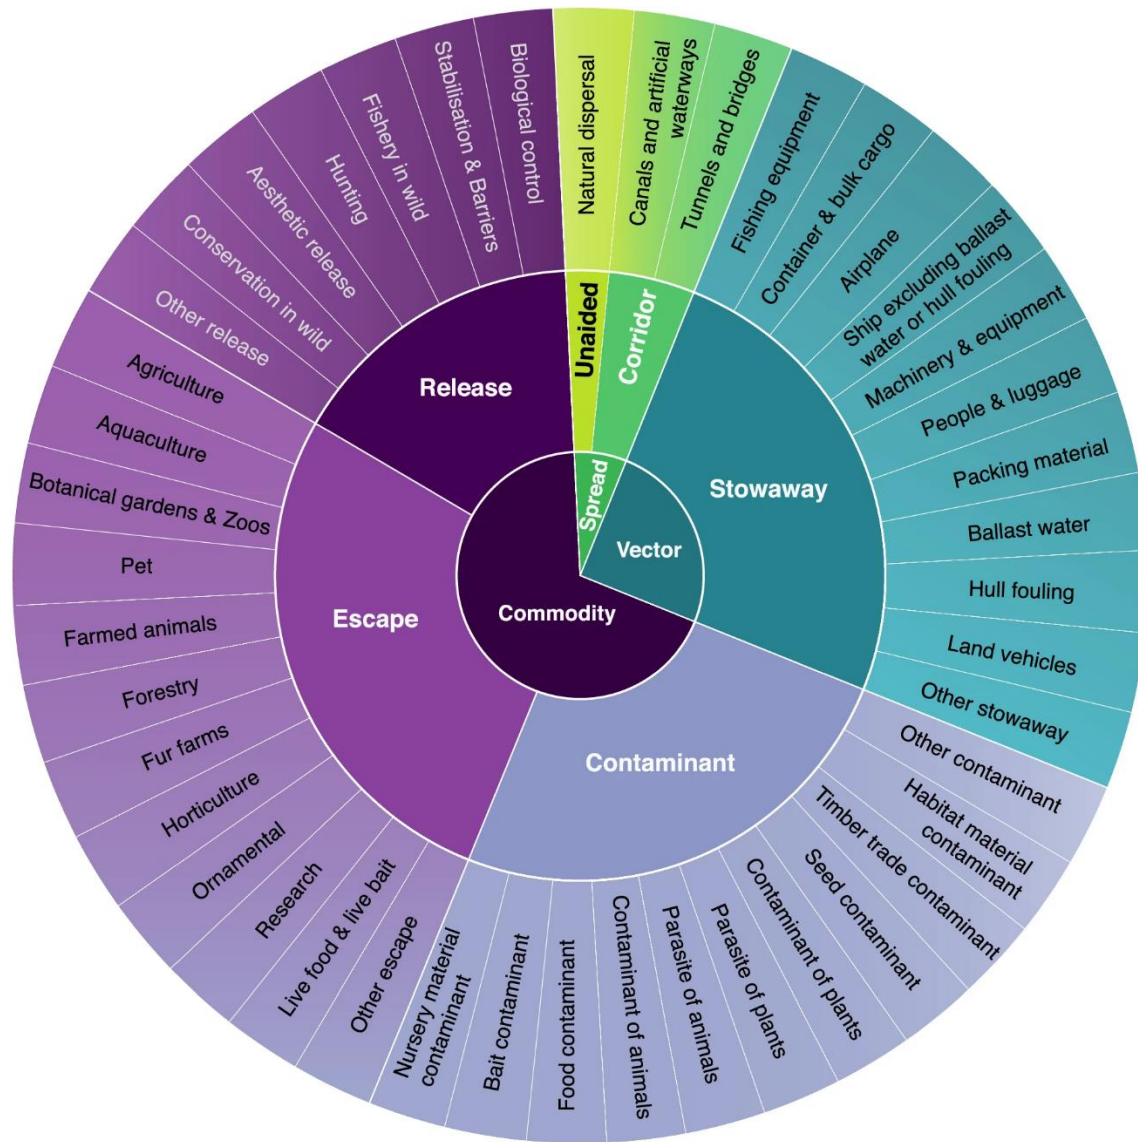 Natural dispersal
Canals and artificial
waterways
Tunnels and bridges
Fishing equipment
Container & bulk cargo
Airplane
Ship excluding ballast
water or hull fouling
Machinery & equipment
People & luggage
Packing material
Ballast water
Hull fouling
Land vehicles
Other stowaway
Other contaminant
Habitat material
contaminant
Timber trade contaminant
Seed contaminant
Contaminant of plants
Parasite of plants
Parasite of animals
Contaminant of animals
Food contaminant
Bait contaminant
Nursery material
contaminant
Other escape
Live food & live bait
Research
Ornamental
Horticulture
Fur farms
Forestry
Farmed animals
Pet
Botanical gardens & Zoos
Aquaculture
Agriculture
Other release
Conservation in wild
Aesthetic release
Hunting
Fishery in wild
Stabilisation & Barriers
Biological control
Unaided
Corridor
Stowaway
Contaminant
Escape
Release
Spread
Vector
Commodity